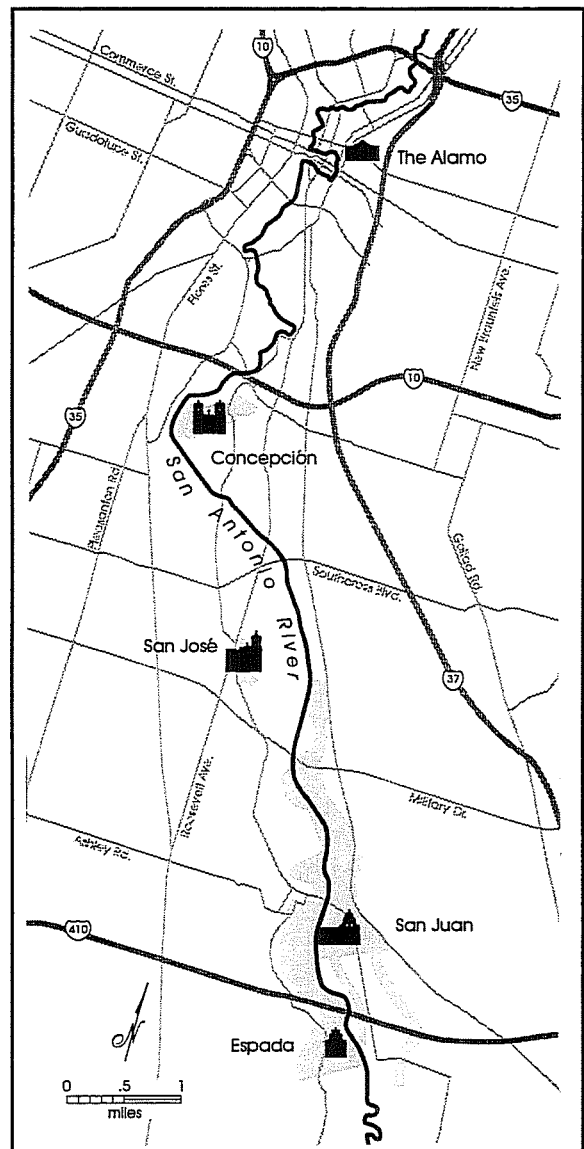 10
Commerce St.
35
Guadalupe St.
The Alamo
Flores St.
New Braunfels Ave.
10
35
Concepción
Pleasanton Rd.
San Antonio River
Goliad Rd.
Southcross Blvd.
San José
37
Roosevelt Ave.
Military Dr.
Ashley Rd.
San Juan
410
N
Espada
0 .5 1
miles